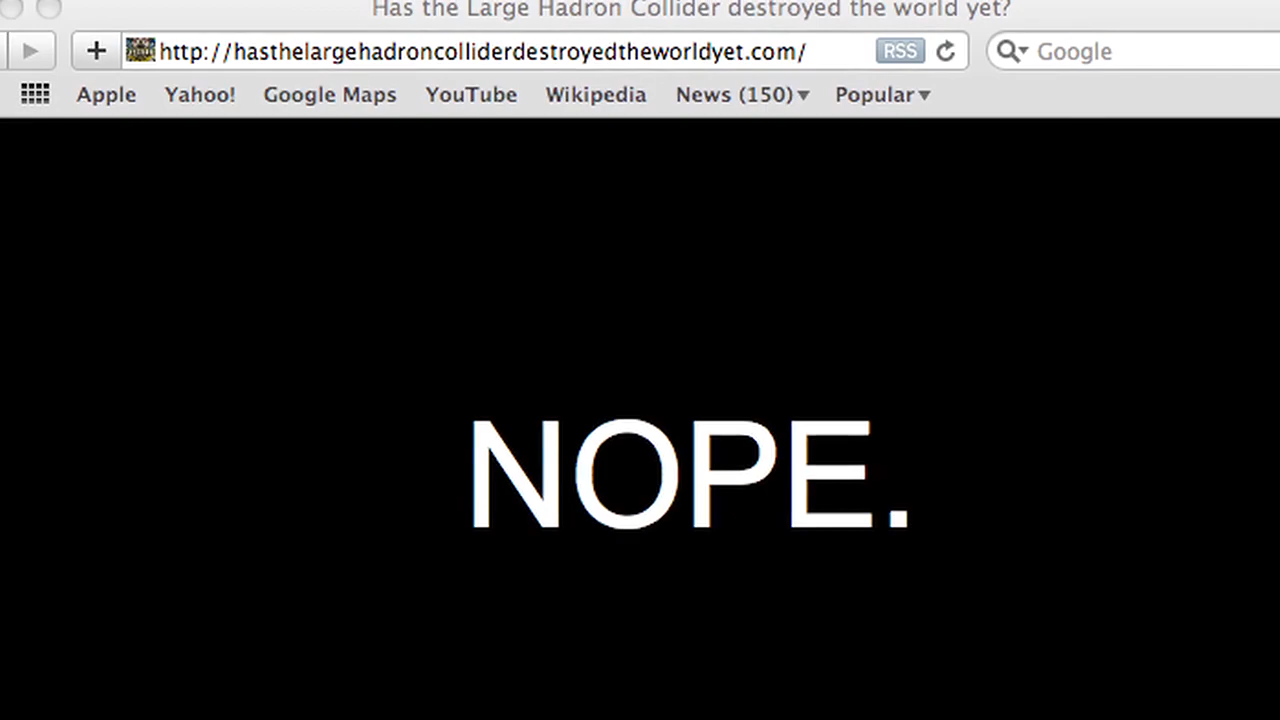 Has the Large Hadron Collider destroyed the world yet?
http://hasthelargehadroncolliderdestroyedtheworldyet.com/ RSS Google
Apple Yahoo! Google Maps YouTube Wikipedia News (150) Popular
NOPE.